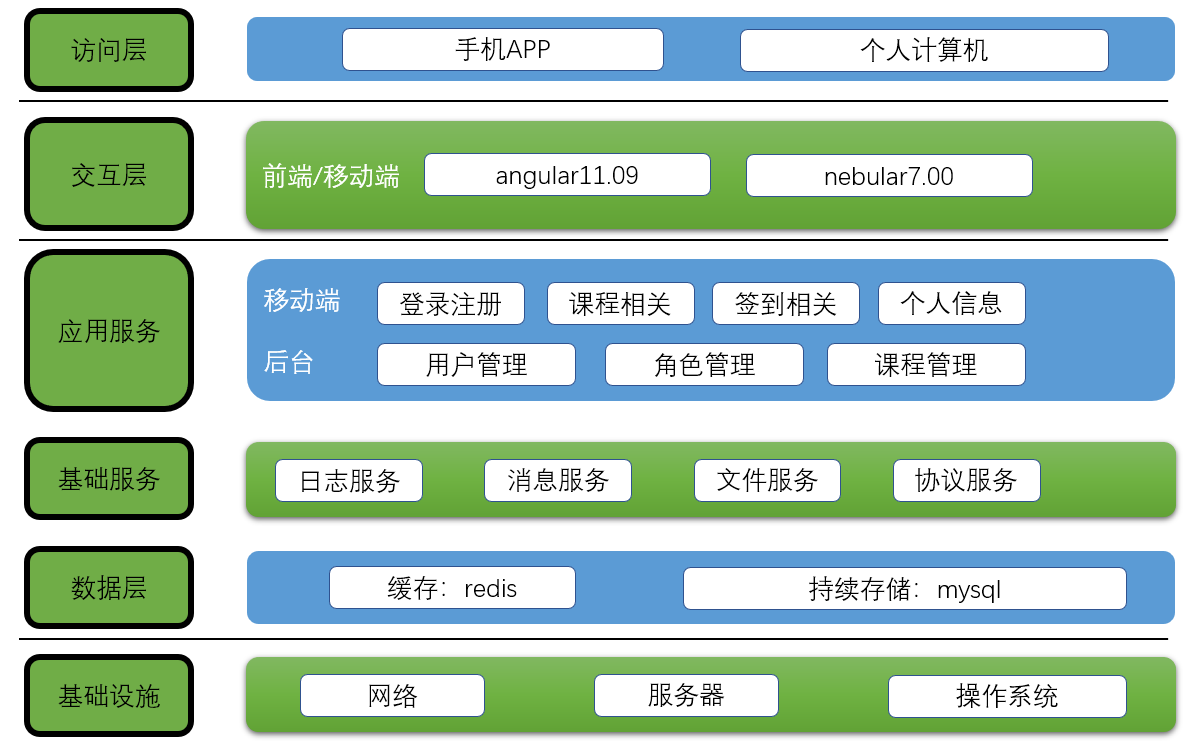 访问层
手机APP
个人计算机
交互层
前端/移动端
angular11.09
nebular7.00
应用服务
移动端
登录注册
课程相关
签到相关
个人信息
后台
用户管理
角色管理
课程管理
基础服务
日志服务
消息服务
文件服务
协议服务
数据层
缓存：redis
持续存储：mysql
基础设施
网络
服务器
操作系统